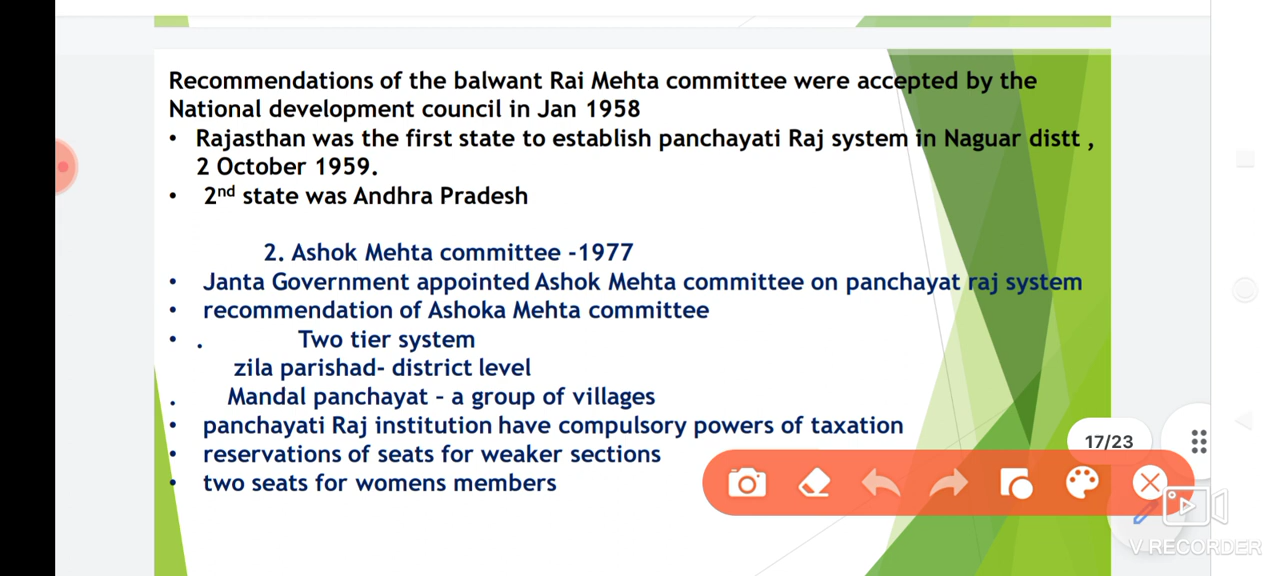 Recommendations of the balwant Rai Mehta committee were accepted by the
National development council in Jan 1958
• Rajasthan was the first state to establish panchayati Raj system in Naguar distt ,
2 October 1959.
• 2nd state was Andhra Pradesh
2. Ashok Mehta committee -1977
• Janta Government appointed Ashok Mehta committee on panchayat raj system
• recommendation of Ashoka Mehta committee
• . Two tier system
zila parishad- district level
. Mandal panchayat – a group of villages
• panchayati Raj institution have compulsory powers of taxation
• reservations of seats for weaker sections
• two seats for womens members
17/23
V RECORDER